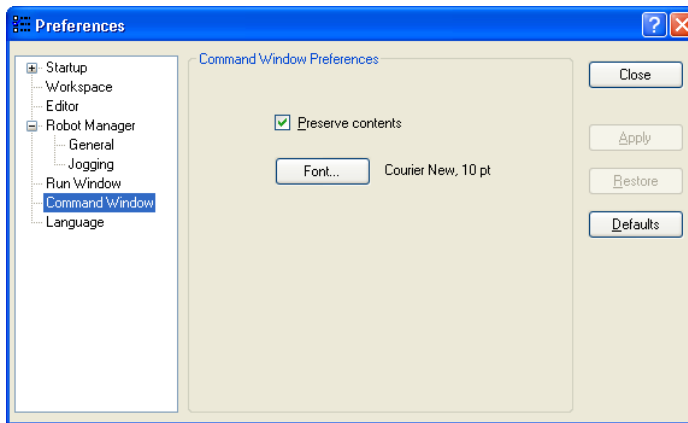 Preferences
Startup
Workspace
Editor
Robot Manager
General
Jogging
Run Window
Command Window
Language
Command Window Preferences
Preserve contents
Font...
Courier New, 10 pt
Close
Apply
Restore
Defaults